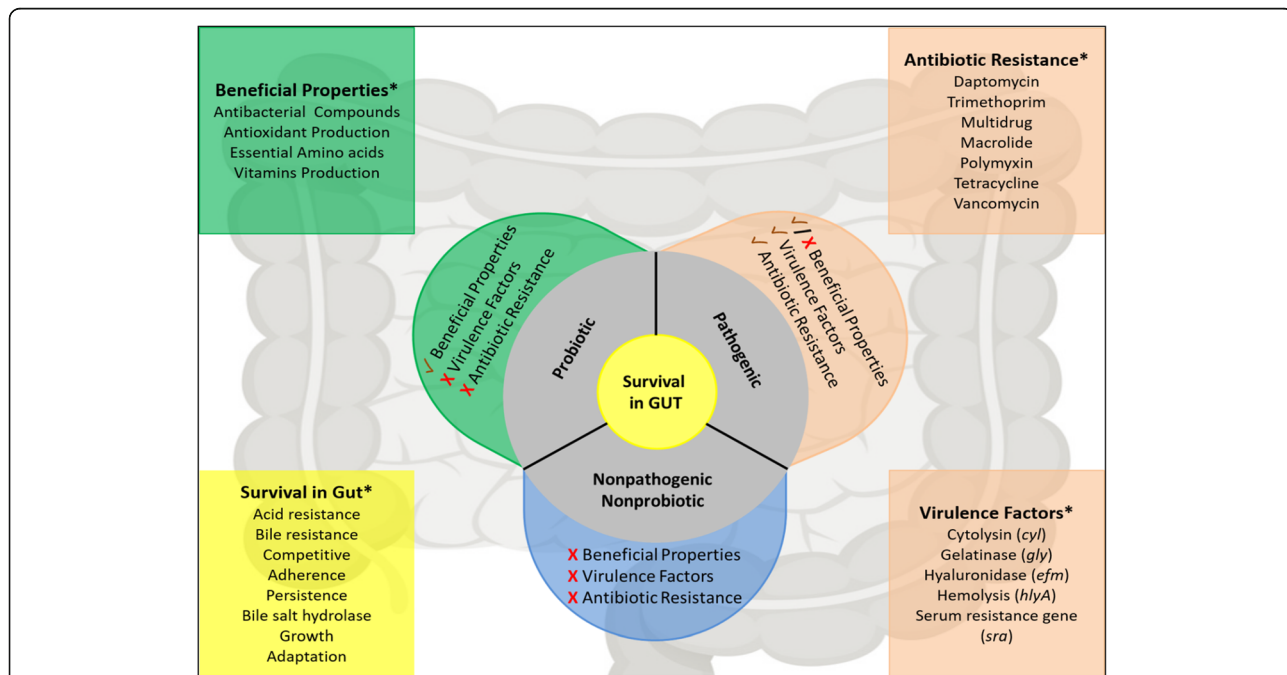 Beneficial Properties*
Antibacterial Compounds
Antioxidant Production
Essential Amino acids
Vitamins Production
Antibiotic Resistance*
Daptomycin
Trimethoprim
Multidrug
Macrolide
Polymyxin
Tetracycline
Vancomycin
√ Beneficial Properties
X Virulence Factors
X Antibiotic Resistance
√/X Beneficial Properties
√ Virulence Factors
√ Antibiotic Resistance
Probiotic
Pathogenic
Survival
in GUT
Nonpathogenic
Nonprobiotic
X Beneficial Properties
X Virulence Factors
X Antibiotic Resistance
Survival in Gut*
Acid resistance
Bile resistance
Competitive
Adherence
Persistence
Bile salt hydrolase
Growth
Adaptation
Virulence Factors*
Cytolysin (cyl)
Gelatinase (gly)
Hyaluronidase (efm)
Hemolysis (hlyA)
Serum resistance gene
(sra)